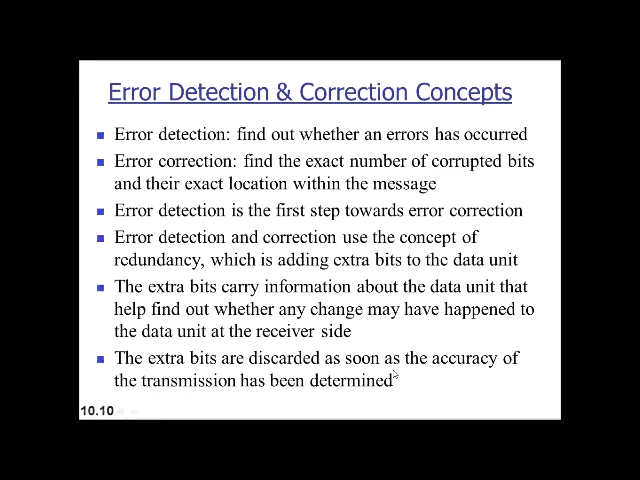 Error Detection & Correction Concepts
Error detection: find out whether an errors has occurred
Error correction: find the exact number of corrupted bits
and their exact location within the message
Error detection is the first step towards error correction
Error detection and correction use the concept of
redundancy, which is adding extra bits to the data unit
The extra bits carry information about the data unit that
help find out whether any change may have happened to
the data unit at the receiver side
The extra bits are discarded as soon as the accuracy of
the transmission has been determined
10.10